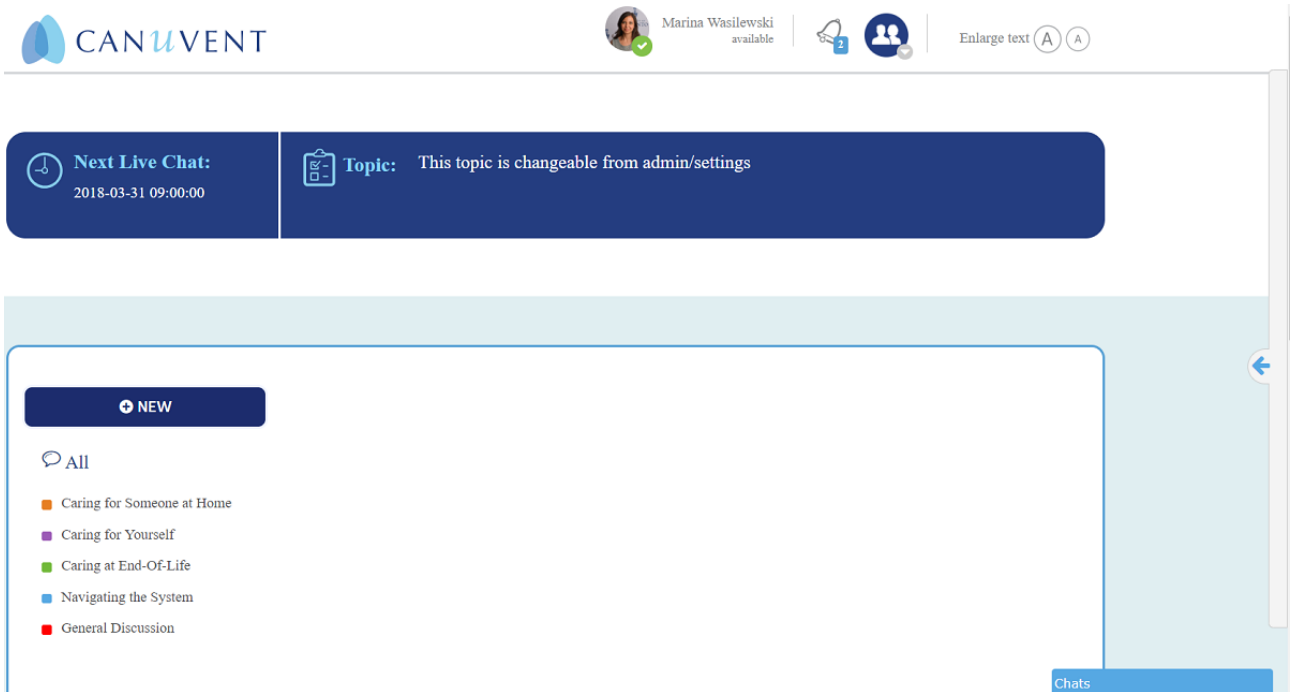 CANUVENT
Marina Wasilewski
available
2
Enlarge text A A
Next Live Chat:
2018-03-31 09:00:00
Topic: This topic is changeable from admin/settings
NEW
All
Caring for Someone at Home
Caring for Yourself
Caring at End-Of-Life
Navigating the System
General Discussion
Chats